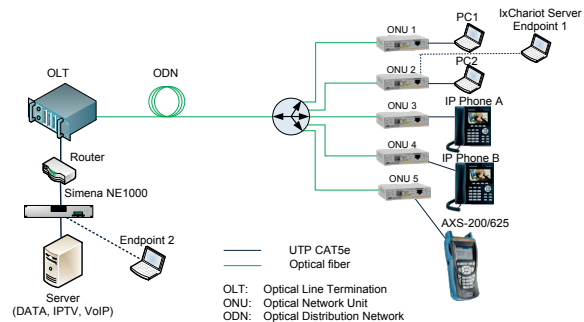 IxChariot Server
Endpoint 1
PC1
ONU 1
OLT
ODN
ONU 2
PC2
ONU 3
IP Phone A
Router
ONU 4
IP Phone B
Simena NE1000
ONU 5
AXS-200/625
Endpoint 2
UTP CAT5e
Optical fiber
Server
(DATA, IPTV, VoIP)
OLT: Optical Line Termination
ONU: Optical Network Unit
ODN: Optical Distribution Network